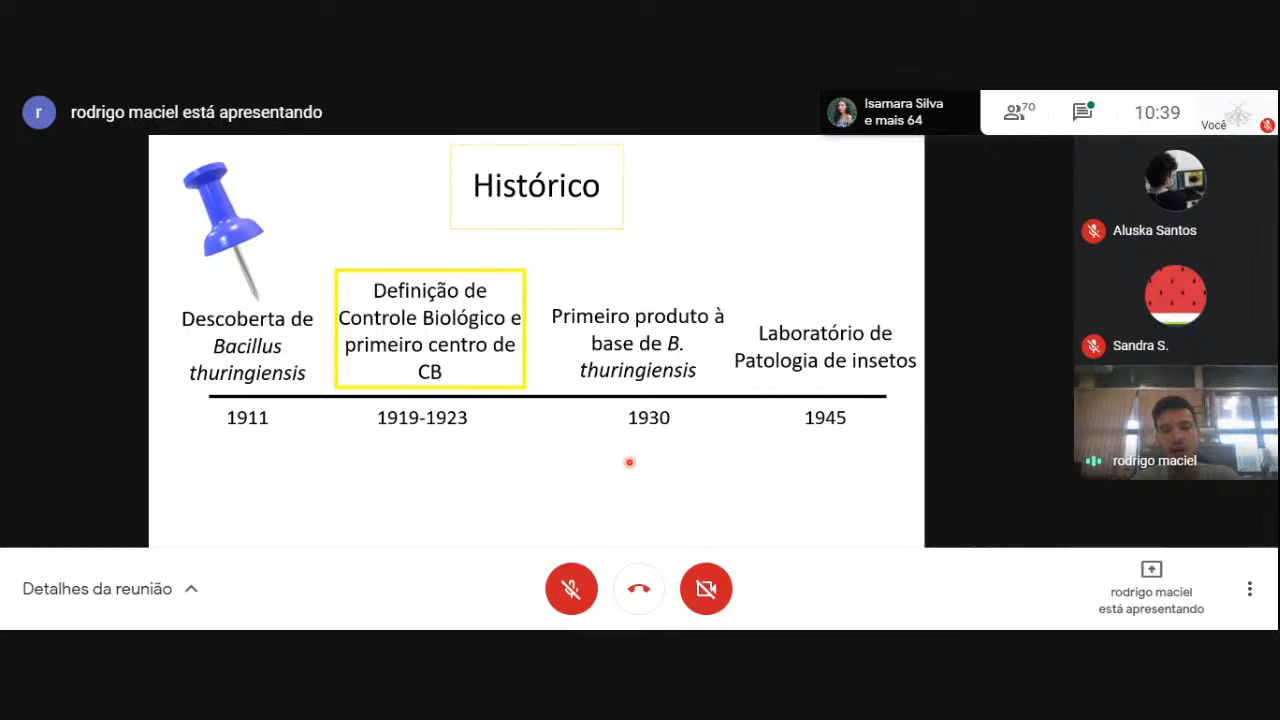 r
rodrigo maciel está apresentando
Isamara Silva
e mais 64
70
10:39
Você
Histórico
Descoberta de
Bacillus
thuringiensis
Definição de
Controle Biológico e
primeiro centro de
CB
Primeiro produto à
base de B.
thuringiensis
Laboratório de
Patologia de insetos
1911
1919-1923
1930
1945
Aluska Santos
Sandra S.
rodrigo maciel
Detalhes da reunião
rodrigo maciel
está apresentando